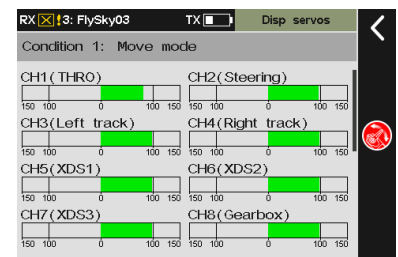 RX !3: FlySky03 TX Disp servos
Condition 1: Move mode
CH1(THRO) CH2(Steering)
150 100 0 100 150 150 100 0 100 150
CH3(Left track) CH4(Right track)
150 100 0 100 150 150 100 0 100 150
CH5(XDS1) CH6(XDS2)
150 100 0 100 150 150 100 0 100 150
CH7(XDS3) CH8(Gearbox)
150 100 0 100 150 150 100 0 100 150